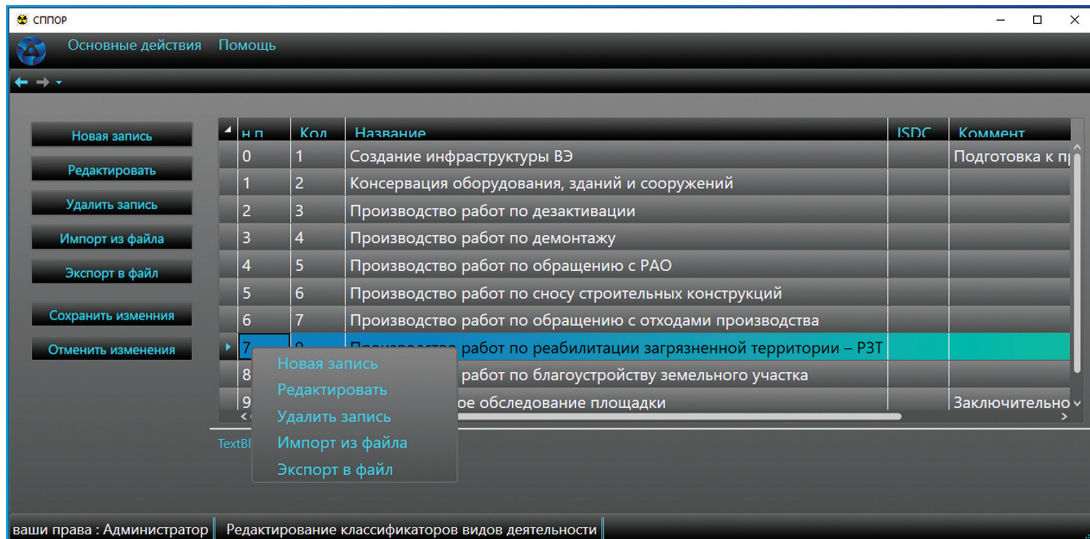 СППОР
Основные действия Помощь
Новая запись
Редактировать
Удалить запись
Импорт из файла
Экспорт в файл
Сохранить изменния
Отменить изменения
н.п Код Название ISDC Коммент
0 1 Создание инфраструктуры ВЭ Подготовка к
1 2 Консервация оборудования, зданий и сооружений
2 3 Производство работ по дезактивации
3 4 Производство работ по демонтажу
4 5 Производство работ по обращению с РАО
5 6 Производство работ по сносу строительных конструкций
6 7 Производство работ по обращению с отходами производства
7 Производство работ по реабилитации загрязненной территории – РЗТ
8 работ по благоустройству земельного участка
9 обследование площадки Заключительно
Новая запись
Редактировать
Удалить запись
Импорт из файла
Экспорт в файл
ваши права : Администратор Редактирование классификаторов видов деятельности